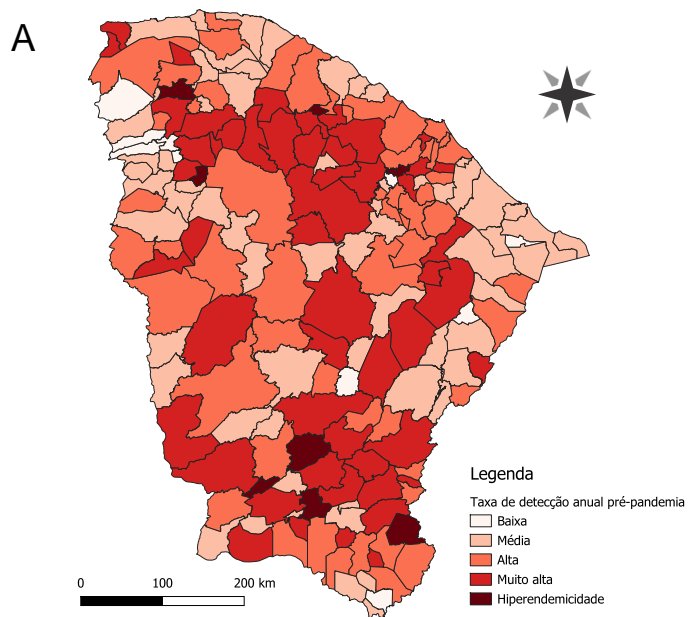 A
Legenda
Taxa de detecção anual pré-pandemia
Baixa
Média
Alta
Muito alta
Hiperendemicidade
0 100 200 km